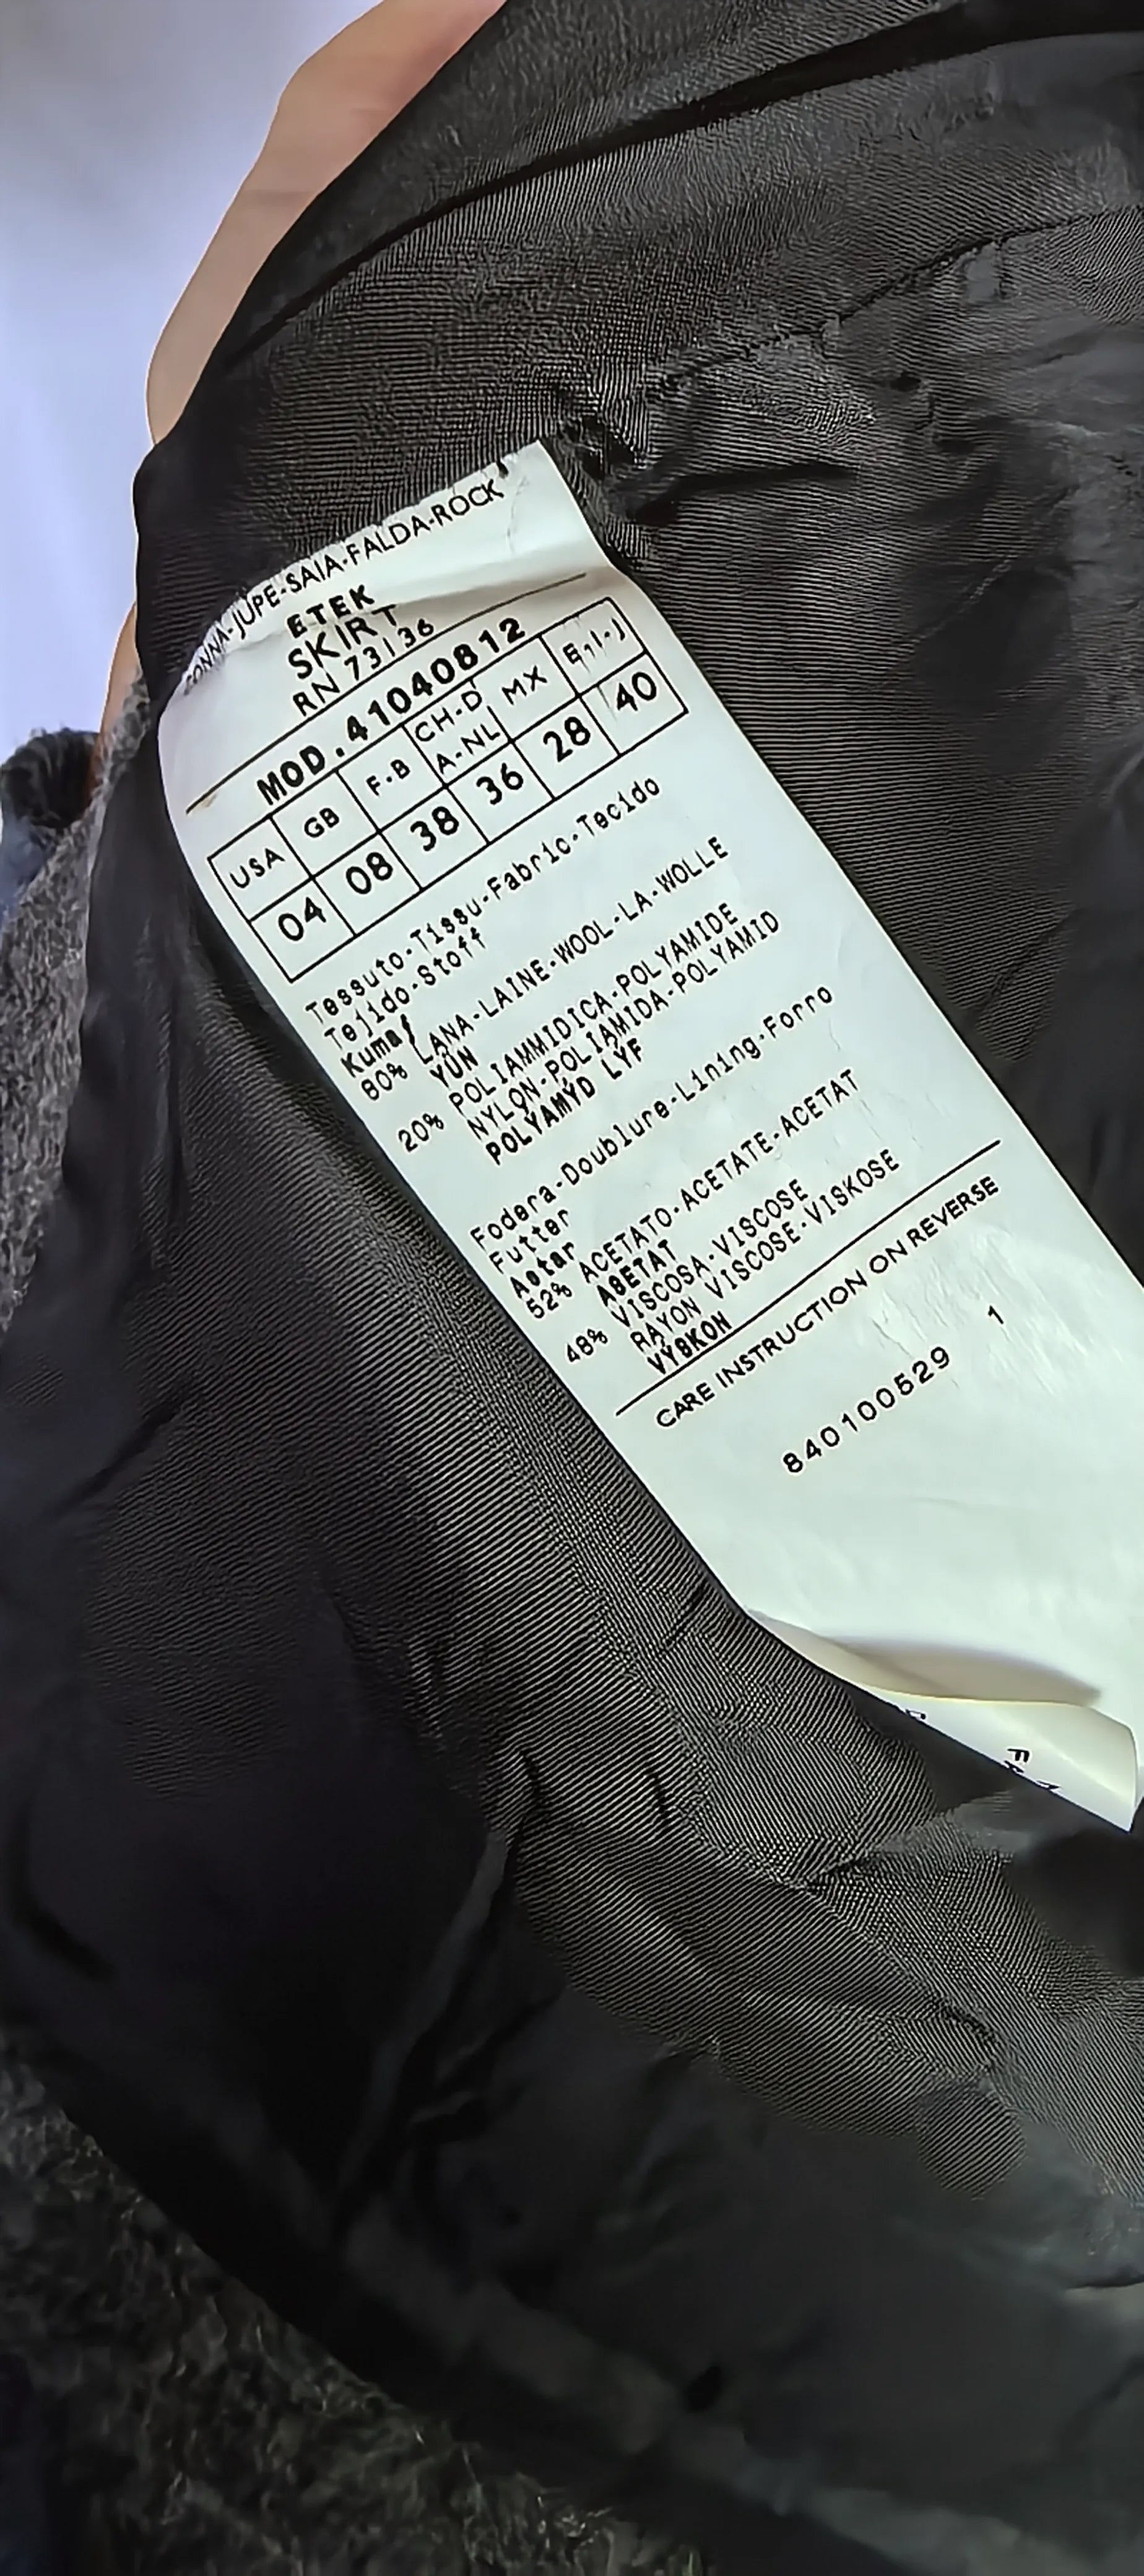 GONNA-JUPE-SAIA-FALDA-ROCK
ETEK
SKIRT
RN 73136
MOD.41040812
USA GB F.B CH-D A-NL MX E,I-J
04 08 38 36 28 40
Tessuto-Tissu-Fabric-Tecido
Tejido-Stoff
Kumaş
80% LANA-LAINE-WOOL-LA-WOLLE
YÜN
20% POLIAMMIDICA-POLYAMIDE
NYLON-POLIAMIDA-POLYAMID
POLYAMYD LYF
Fodera-Doublure-Lining-Forro
Futter
Astar
52% ACETATO-ACETATE-ACETAT
ASETAT
48% VISCOSA-VISCOSE
RAYON VISCOSE-VISKOSE
VYSKON
CARE INSTRUCTION ON REVERSE
840100529 1